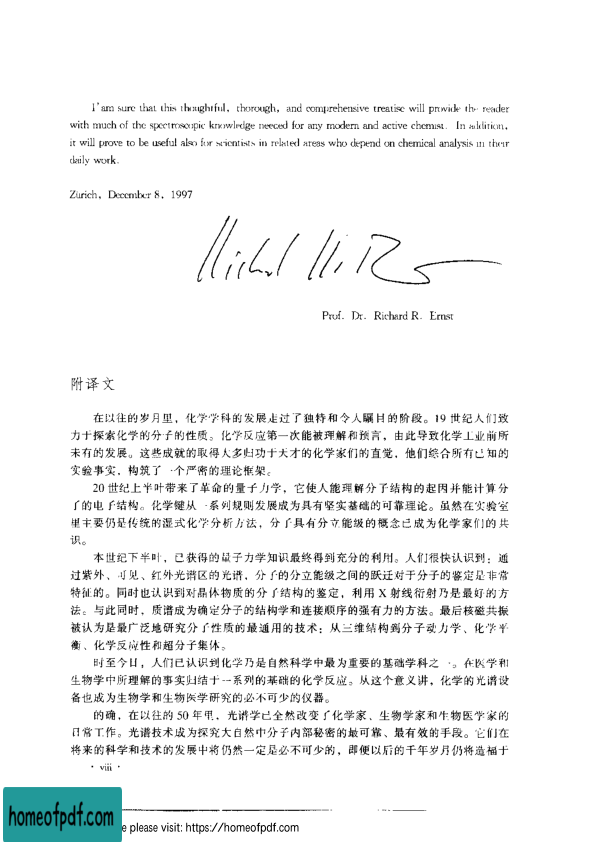 I'am sure that this thoughtful, thorough, and comprehensive treatise will provide the reader
with much of the spectroscopic knowledge neeced for any modern and active chemist. In addition,
it will prove to be useful also for scientists in related areas who depend on chemical analysis in their
daily work.
Zürich, December 8, 1997
Prof. Dr. Richard R. Ernst
附译文
在以往的岁月里，化学学科的发展走过了独特和令人瞩目的阶段。19 世纪人们致
力于探索化学的分子的性质。化学反应第一次能被理解和预言，由此导致化学工业前所
未有的发展。这些成就的取得大多归功于天才的化学家们的直觉，他们综合所有已知的
实验事实，构筑了一个严密的理论框架。
20 世纪上半叶带来了革命的量子力学，它使人能理解分子结构的起因并能计算分
子的电子结构。化学键从一系列规则发展成为具有坚实基础的可靠理论。虽然在实验室
里主要仍是传统的湿式化学分析方法，分子具有分立能级的概念已成为化学家们的共
识。
本世纪下半叶，已获得的量子力学知识最终得到充分的利用。人们很快认识到：通
过紫外、可见、红外光谱区的光谱，分子的分立能级之间的跃迁对于分子的鉴定是非常
特征的。同时也认识到对晶体物质的分子结构的鉴定，利用 X 射线衍射乃是最好的方
法。与此同时，质谱成为确定分子的结构学和连接顺序的强有力的方法。最后核磁共振
被认为是最广泛地研究分子性质的最通用的技术：从三维结构到分子动力学、化学平
衡、化学反应性和超分子集体。
时至今日，人们已认识到化学乃是自然科学中最为重要的基础学科之一。在医学和
生物学中所理解的事实归结于一系列的基础的化学反应。从这个意义讲，化学的光谱设
备也成为生物学和生物医学研究的必不可少的仪器。
的确，在以往的 50 年里，光谱学已全然改变了化学家、生物学家和生物医学家的
日常工作。光谱技术成为探究大自然中分子内部秘密的最可靠、最有效的手段。它们在
将来的科学和技术的发展中将仍然一定是必不可少的，即便以后的千年岁月仍将造福于
· viii ·
homeofpdf.com
e please visit: https://homeofpdf.com